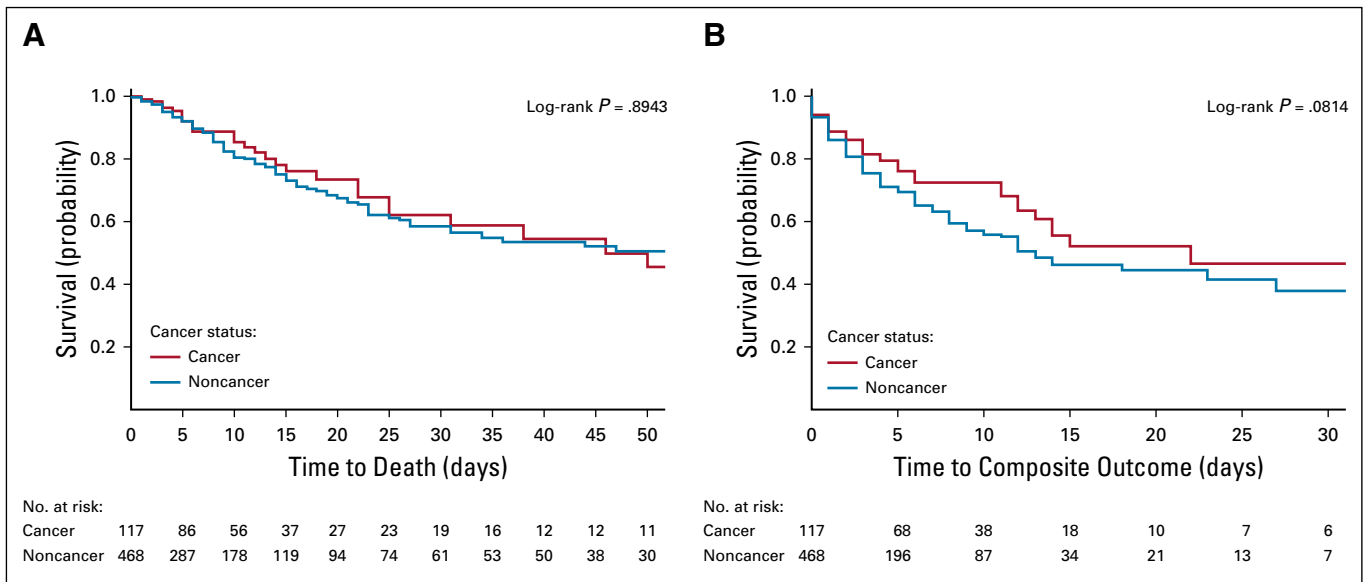 A
Log-rank P = .8943
1.0
0.8
0.6
0.4
0.2
Survival (probability)
Cancer status:
Cancer
Noncancer
0 5 10 15 20 25 30 35 40 45 50
Time to Death (days)
No. at risk:
Cancer 117 86 56 37 27 23 19 16 12 12 11
Noncancer 468 287 178 119 94 74 61 53 50 38 30
B
Log-rank P = .0814
1.0
0.8
0.6
0.4
0.2
Survival (probability)
Cancer status:
Cancer
Noncancer
0 5 10 15 20 25 30
Time to Composite Outcome (days)
No. at risk:
Cancer 117 68 38 18 10 7 6
Noncancer 468 196 87 34 21 13 7